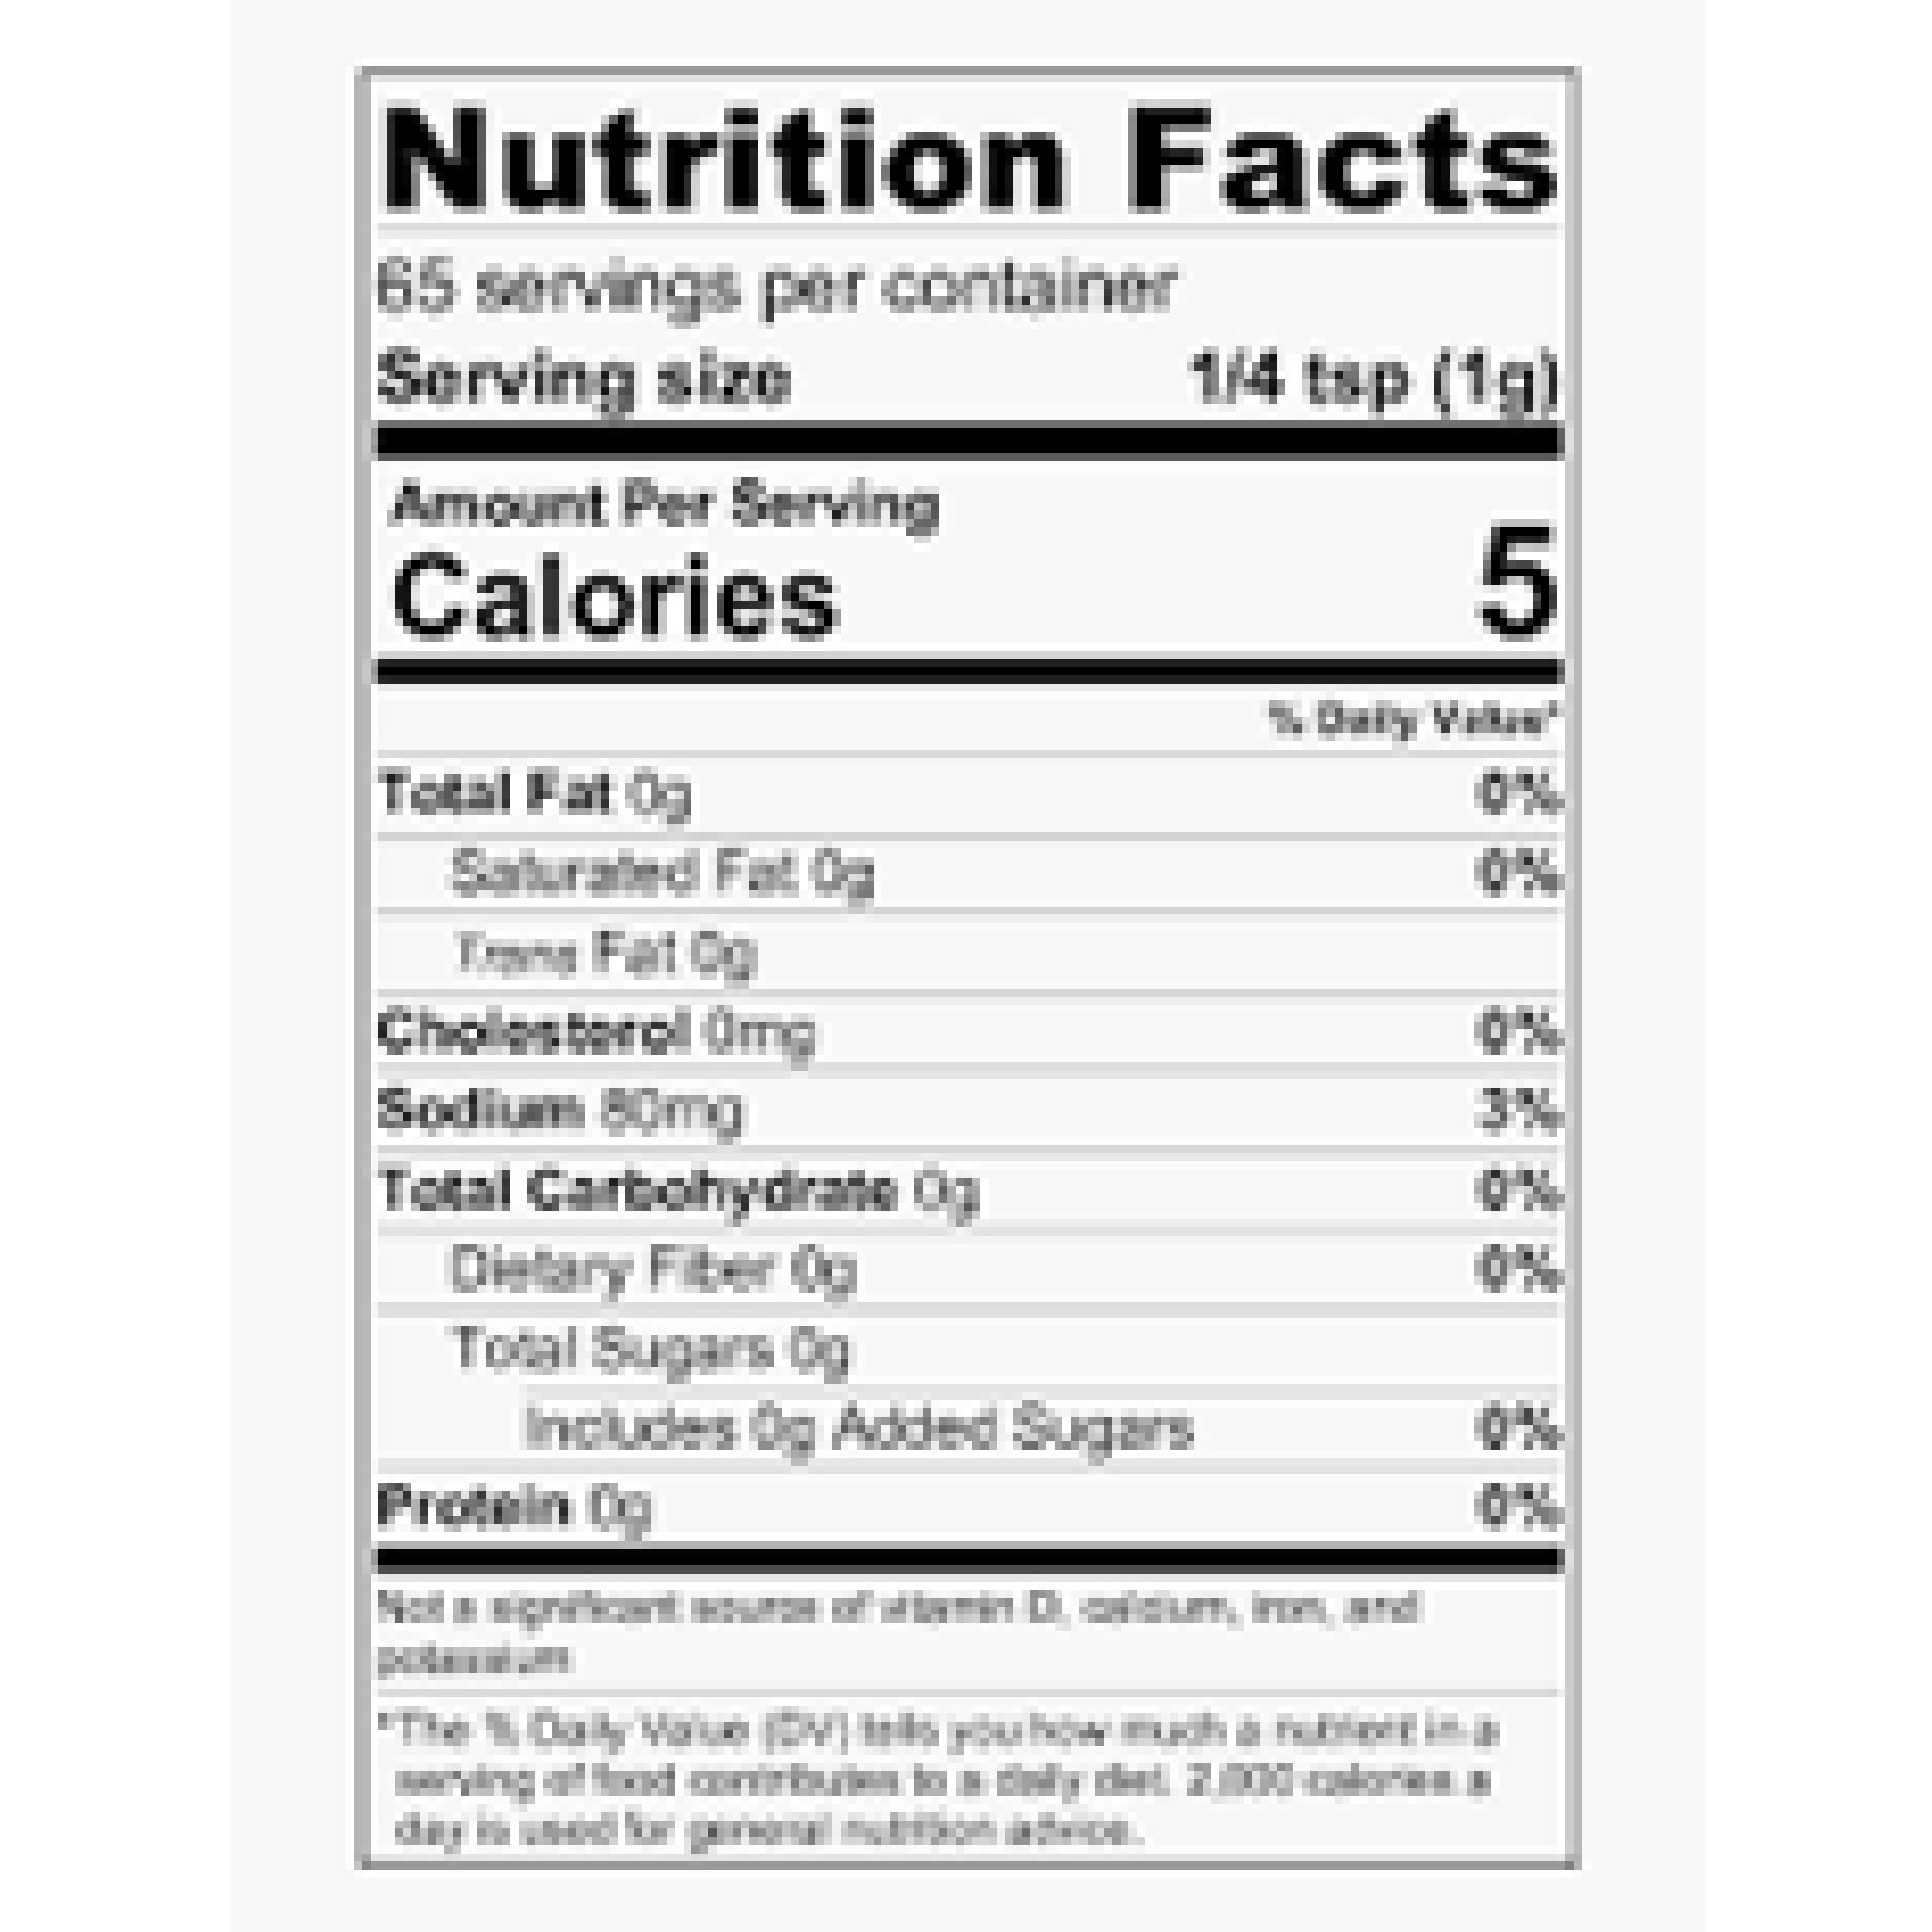 Nutrition Facts
65 servings per container
Serving size 1/4 tsp (1g)
Amount Per Serving
Calories 5
% Daily Value*
Total Fat 0g 0%
Saturated Fat 0g 0%
Trans Fat 0g
Cholesterol 0mg 0%
Sodium 80mg 3%
Total Carbohydrate 0g 0%
Dietary Fiber 0g 0%
Total Sugars 0g
Includes 0g Added Sugars 0%
Protein 0g 0%
Not a significant source of vitamin D, calcium, iron, and
potassium
*The % Daily Value (DV) tells you how much a nutrient in a
serving of food contributes to a daily diet. 2,000 calories a
day is used for general nutrition advice.